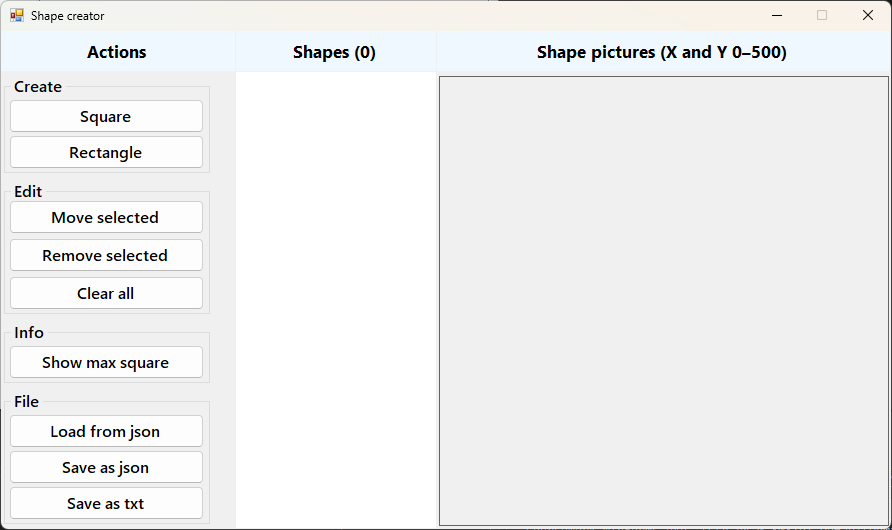 Shape creator
Actions
Shapes (0)
Shape pictures (X and Y 0–500)
Create
Square
Rectangle
Edit
Move selected
Remove selected
Clear all
Info
Show max square
File
Load from json
Save as json
Save as txt